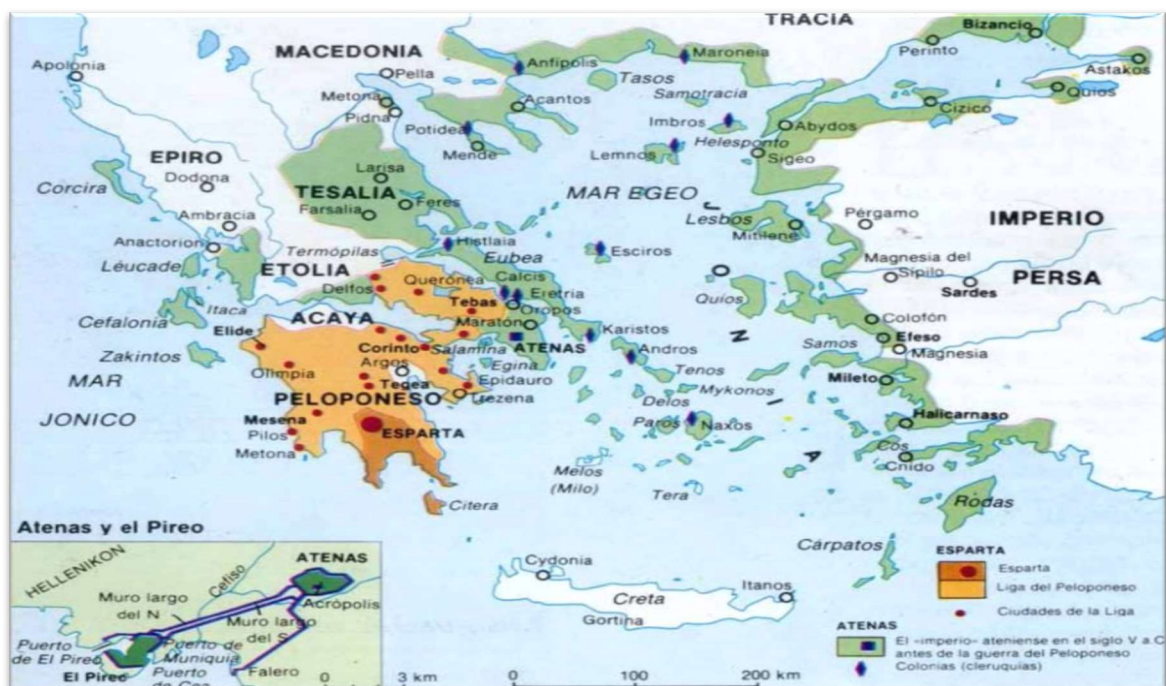 TRACIA
Bizancio
Perinto
MACEDONIA
Maroneia
Apolonia
Pella
Anfípolis
Astakos
Tasos
Quios
Metona
Acantos
Samotracia
Cízico
Pidna
Potidea
Imbros
Abydos
Helesponto
EPIRO
Mende
Lemnos
Sigeo
Dodona
Larisa
Corcira
TESALIA
MAR EGEO
Farsalia
Feres
Lesbos
Pérgamo
IMPERIO
Ambracia
Mitilene
Anactorion
Termópilas
Histlaia
Esciros
Magnesia del
Sípilo
PERSA
Léucade
ETOLIA
Eubea
J
O
N
I
A
Delfos
Queronea
Calcis
Sardes
Itaca
Tebas
Eretria
Quíos
Oropos
Cefalonia
ACAYA
Maratón
Colofón
Elide
Karistos
Efeso
Corinto
Salamina
ATENAS
Samos
Magnesia
Zakintos
Argos
Egina
Andros
Olimpia
Tegea
Epidauro
Tenos
Mileto
MAR
JONICO
PELOPONESO
Trezena
Mykonos
Delos
Mesena
Paros
Naxos
Halicarnaso
Pilos
ESPARTA
Metona
Cos
Cnido
Melos
(Milo)
Tera
Citera
Rodas
Cárpatos
Cydonia
Itanos
Creta
Gortina
Atenas y el Pireo
HELLENIKON
ATENAS
Cefiso
Acrópolis
Muro largo
del N
Muro largo
del S
Puerto
de El Pireo
Puerto de
Muniquia
Puerto
El Pireo
Falero
0 3 km
0 100 200 km
ESPARTA
Esparta
Liga del Peloponeso
Ciudades de la Liga
ATENAS
El «imperio» ateniense en el siglo V a.C
antes de la guerra del Peloponeso
Colonias (cleruquías)